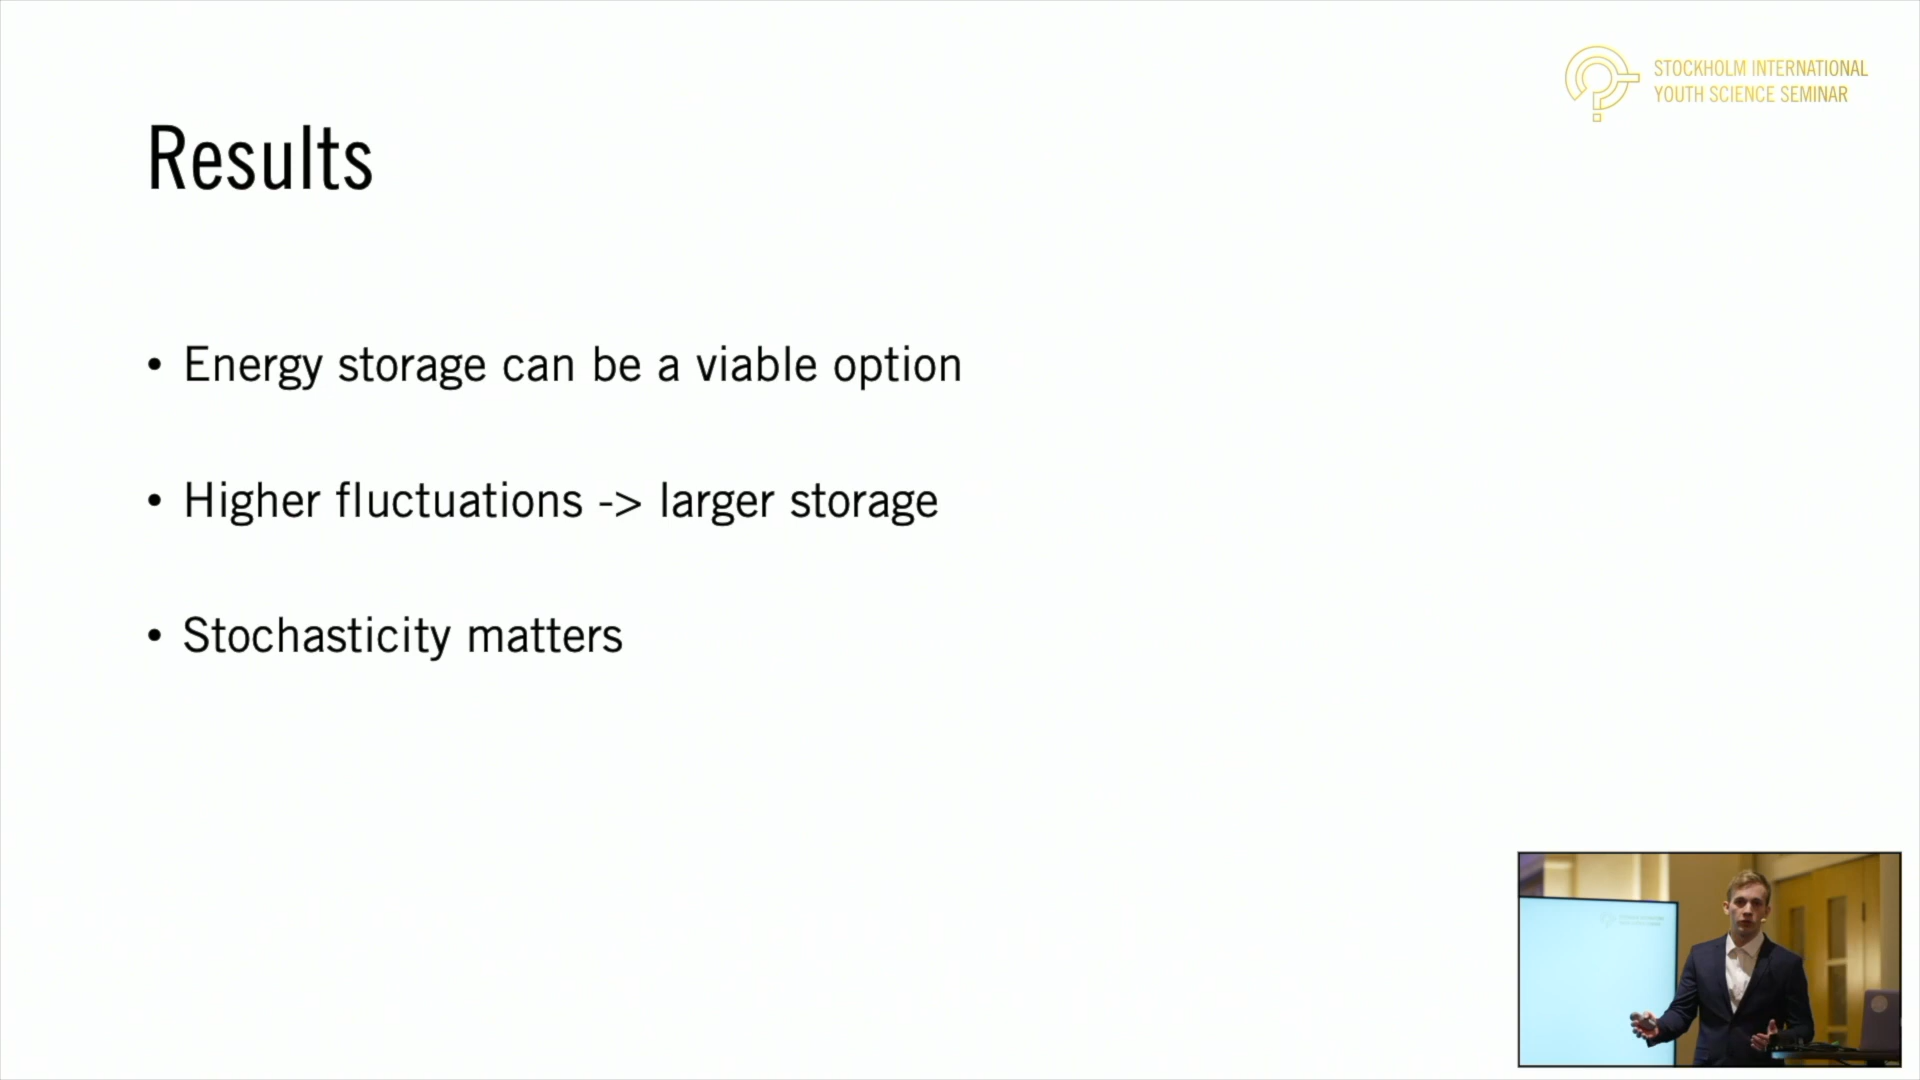 STOCKHOLM INTERNATIONAL
YOUTH SCIENCE SEMINAR
Results
• Energy storage can be a viable option
• Higher fluctuations -> larger storage
• Stochasticity matters